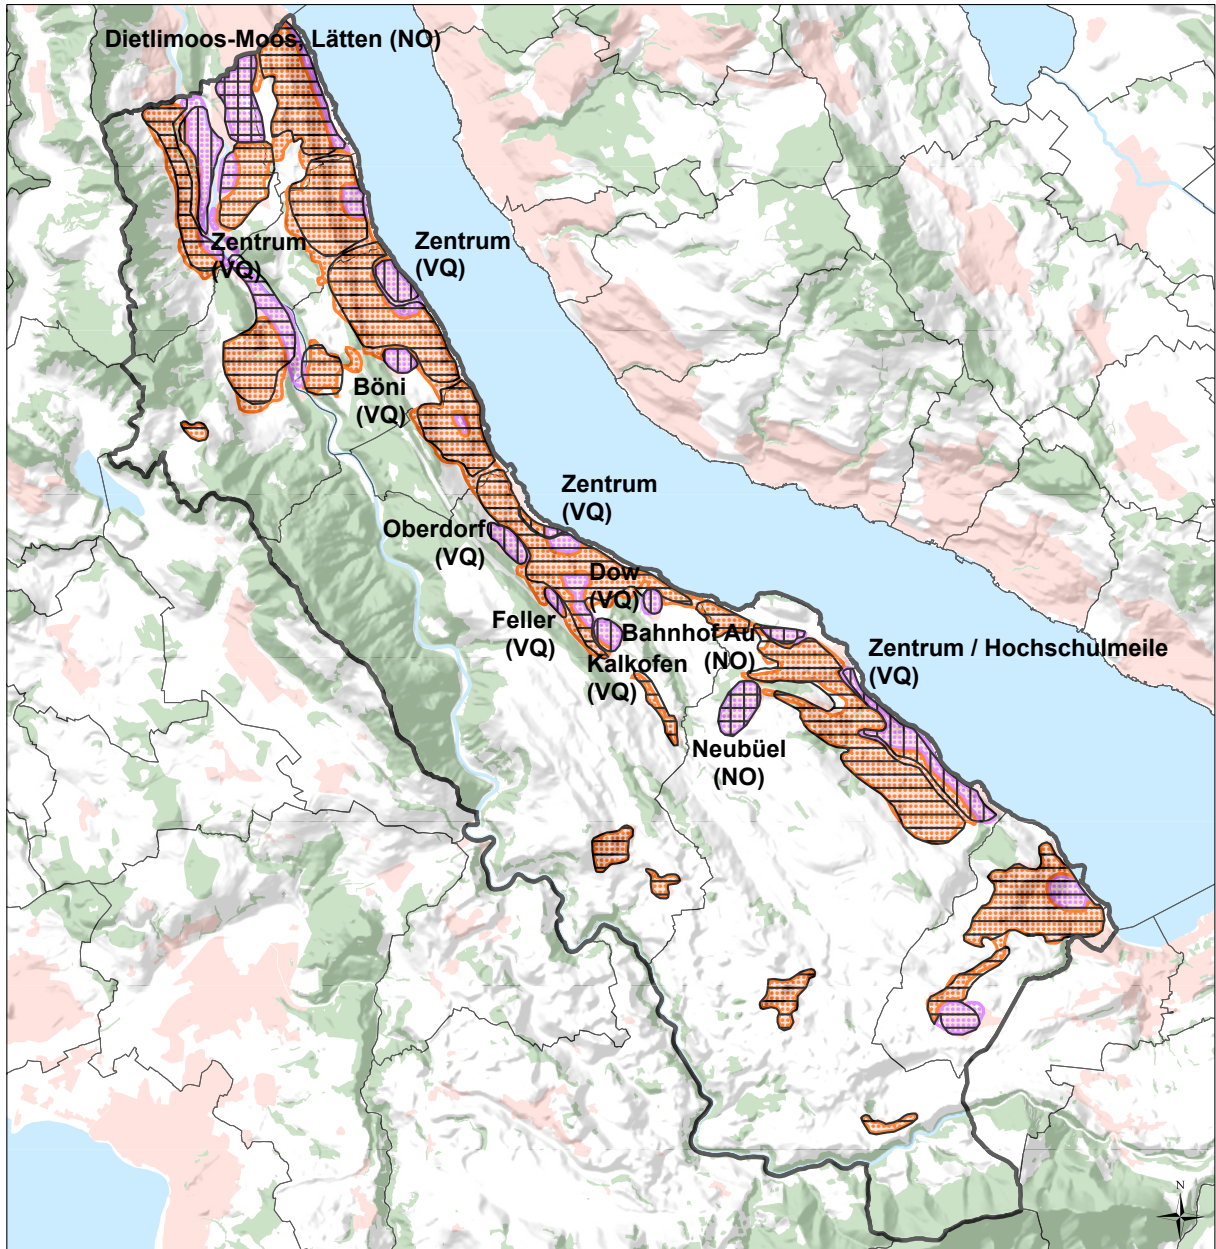 Dietlimoos-Moos, Lätten (NO)
Zentrum
(VQ)
Zentrum
(VQ)
Böni
(VQ)
Zentrum
(VQ)
Oberdorf
(VQ)
Dow
(VQ)
Feller
(VQ)
Bahnhof Au
(NO)
Kalkofen
(VQ)
Zentrum / Hochschulmeile
(VQ)
Neubüel
(NO)
N